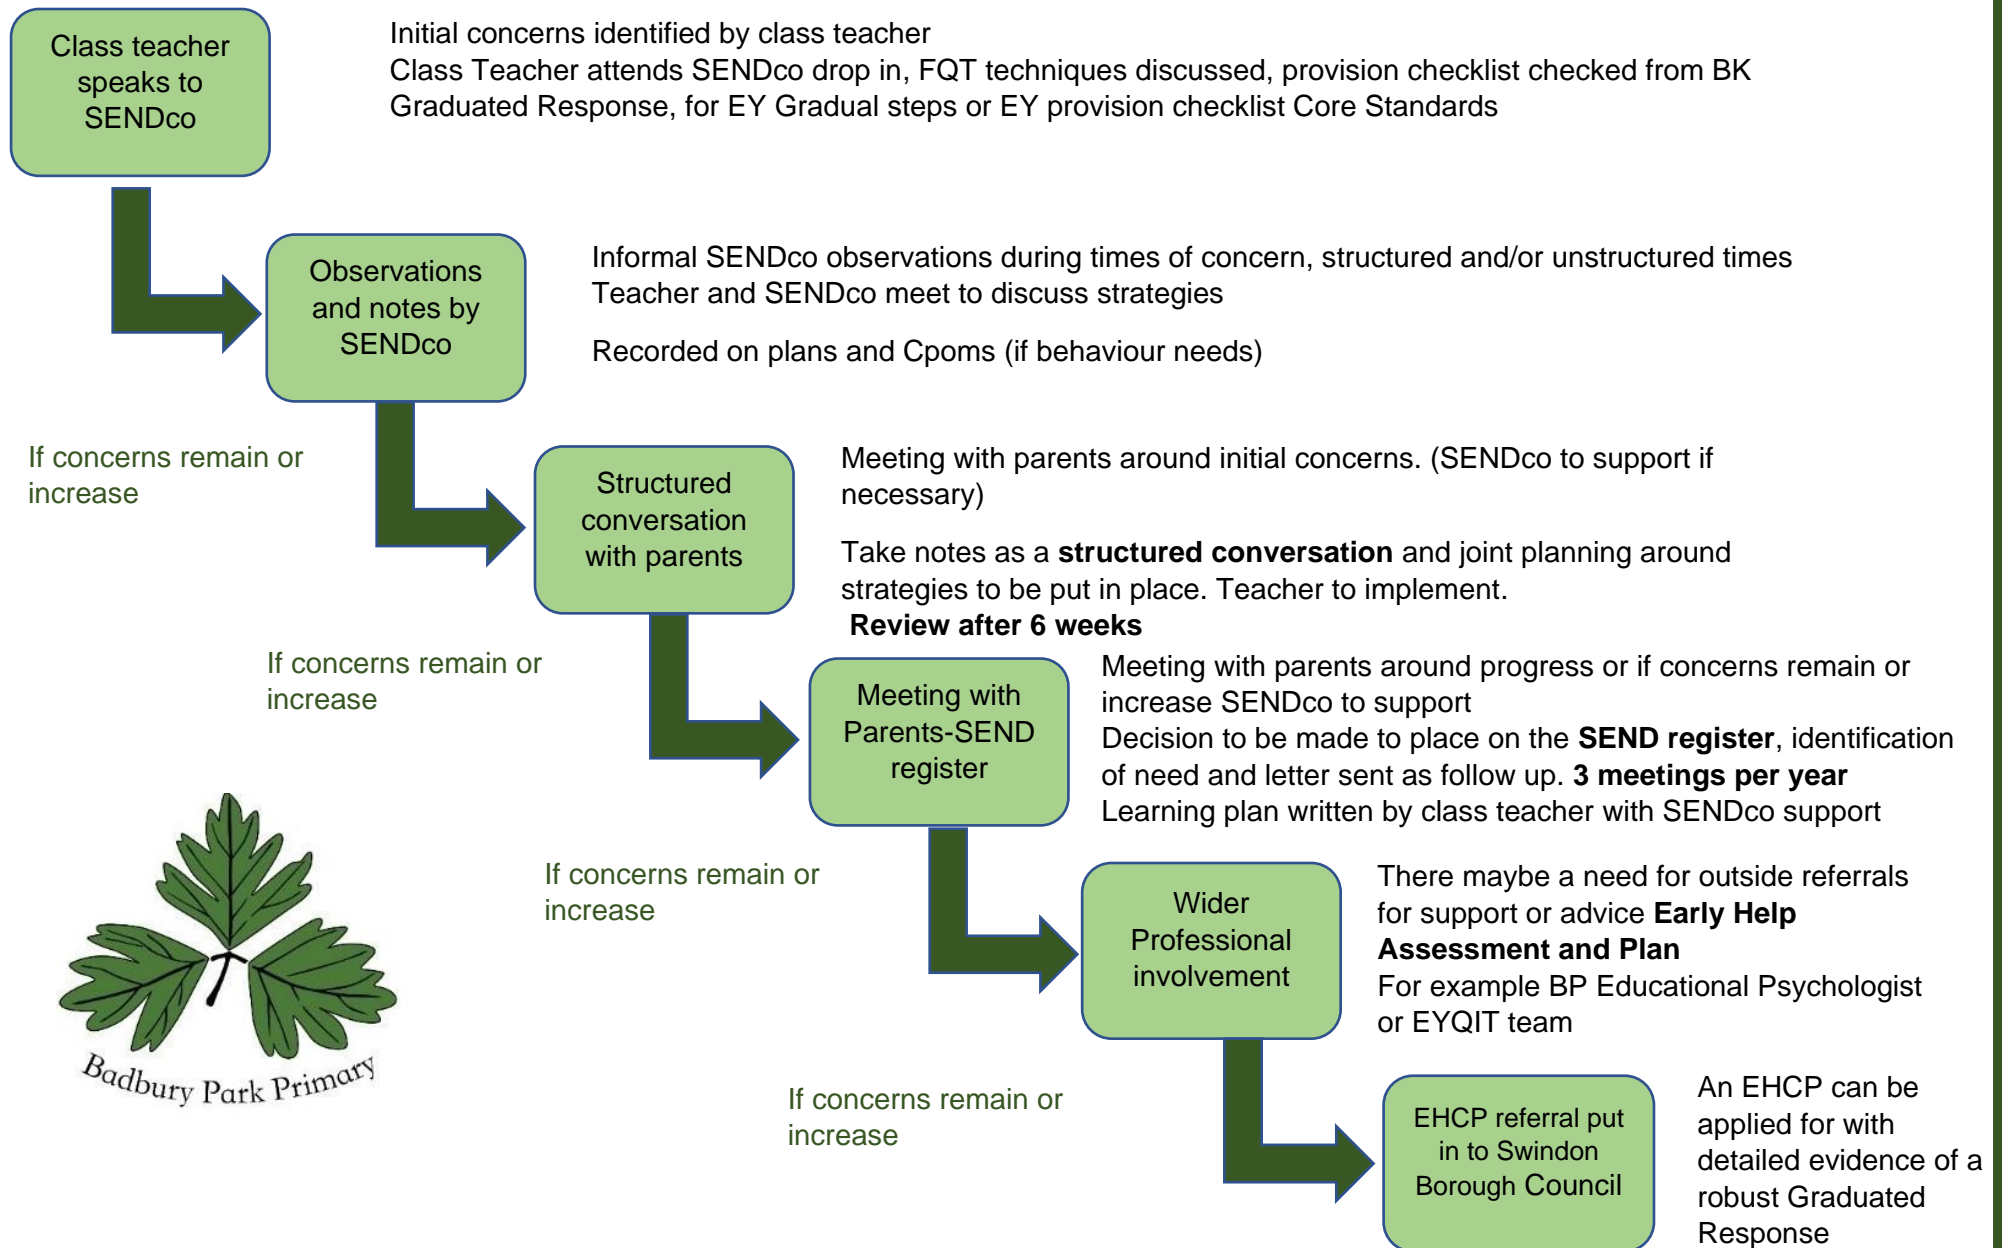 Class teacher
speaks to
SENDco
Initial concerns identified by class teacher
Class Teacher attends SENDco drop in, FQT techniques discussed, provision checklist checked from BK
Graduated Response, for EY Gradual steps or EY provision checklist Core Standards
Observations
and notes by
SENDco
Informal SENDco observations during times of concern, structured and/or unstructured times
Teacher and SENDco meet to discuss strategies
Recorded on plans and Cpoms (if behaviour needs)
If concerns remain or
increase
Structured
conversation
with parents
Meeting with parents around initial concerns. (SENDco to support if
necessary)
Take notes as a structured conversation and joint planning around
strategies to be put in place. Teacher to implement.
Review after 6 weeks
If concerns remain or
increase
Meeting with
Parents-SEND
register
Meeting with parents around progress or if concerns remain or
increase SENDco to support
Decision to be made to place on the SEND register, identification
of need and letter sent as follow up. 3 meetings per year
Learning plan written by class teacher with SENDco support
If concerns remain or
increase
Wider
Professional
involvement
There maybe a need for outside referrals
for support or advice Early Help
Assessment and Plan
For example BP Educational Psychologist
or EYQIT team
Badbury Park Primary
If concerns remain or
increase
EHCP referral put
in to Swindon
Borough Council
An EHCP can be
applied for with
detailed evidence of a
robust Graduated
Response